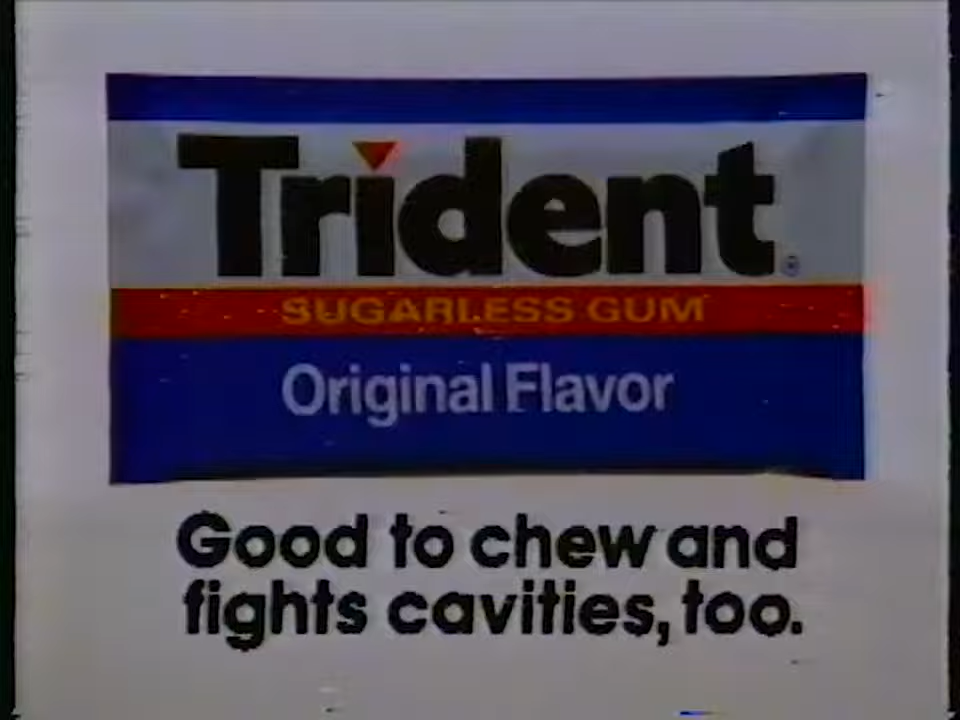 Trident®
SUGARLESS GUM
Original Flavor
Good to chew and
fights cavities, too.